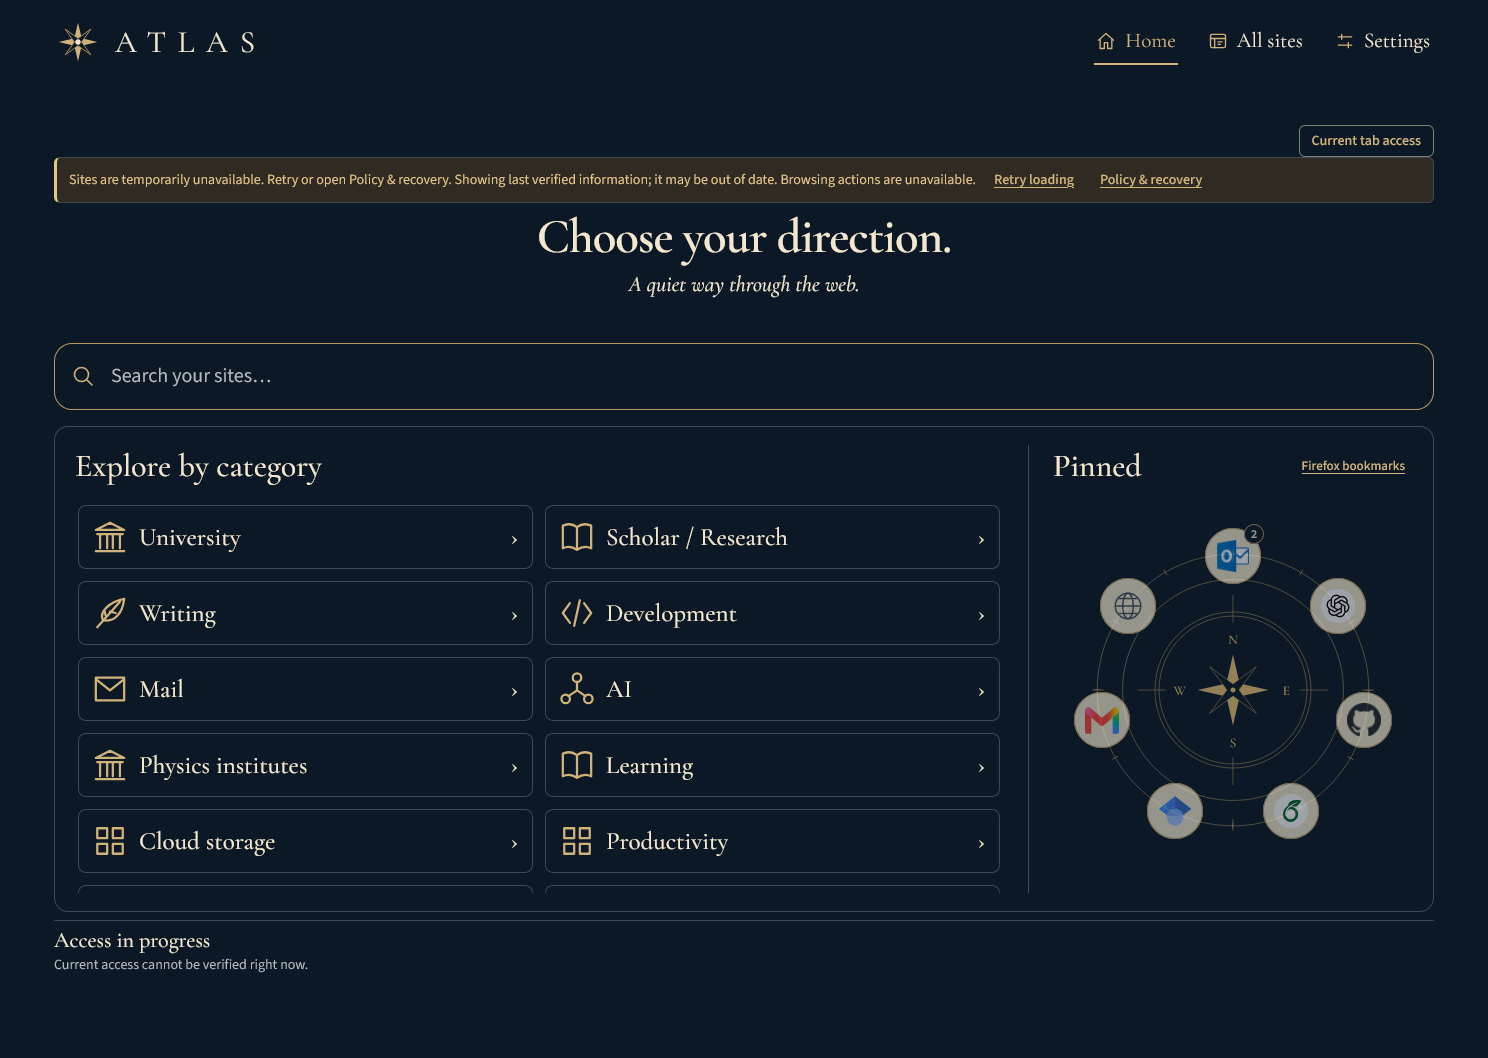 ATLAS
Home
All sites
Settings
Current tab access
Sites are temporarily unavailable. Retry or open Policy & recovery. Showing last verified information; it may be out of date. Browsing actions are unavailable. Retry loading Policy & recovery
Choose your direction.
A quiet way through the web.
Search your sites…
Explore by category
University
Scholar / Research
Writing
Development
Mail
AI
Physics institutes
Learning
Cloud storage
Productivity
Pinned
Firefox bookmarks
2
N
W
E
S
Access in progress
Current access cannot be verified right now.